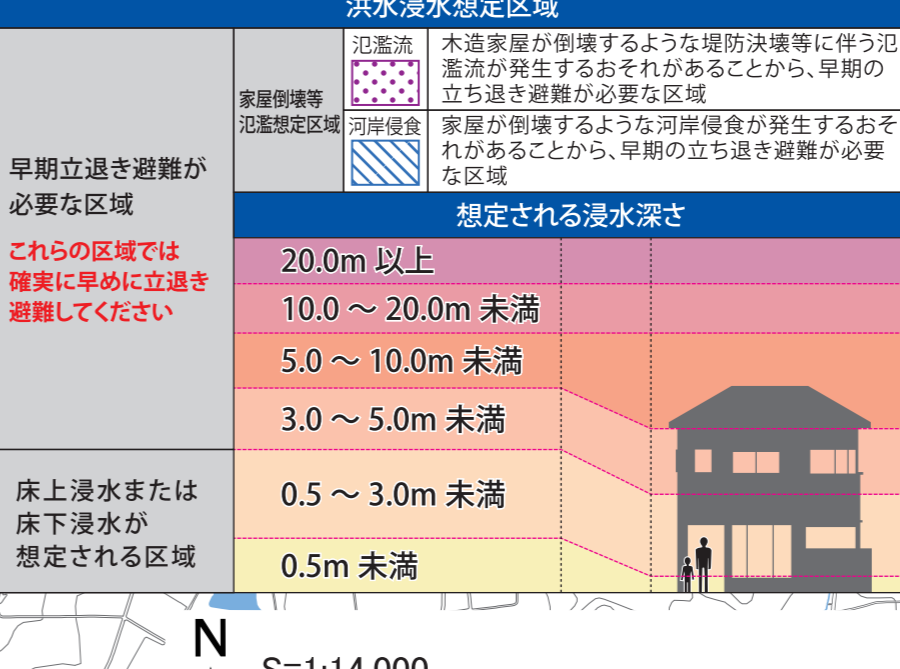 洪水浸水想定区域
早期立退き避難が
必要な区域
これらの区域では
確実に早めに立退き
避難してください
家屋倒壊等
氾濫想定区域
氾濫流
木造家屋が倒壊するような堤防決壊等に伴う氾
濫流が発生するおそれがあることから、早期の
立ち退き避難が必要な区域
河岸侵食
家屋が倒壊するような河岸侵食が発生するおそ
れがあることから、早期の立ち退き避難が必要
な区域
想定される浸水深さ
20.0m 以上
10.0 ～ 20.0m 未満
5.0 ～ 10.0m 未満
3.0 ～ 5.0m 未満
床上浸水または
床下浸水が
想定される区域
0.5 ～ 3.0m 未満
0.5m 未満
N
S=1:14,000